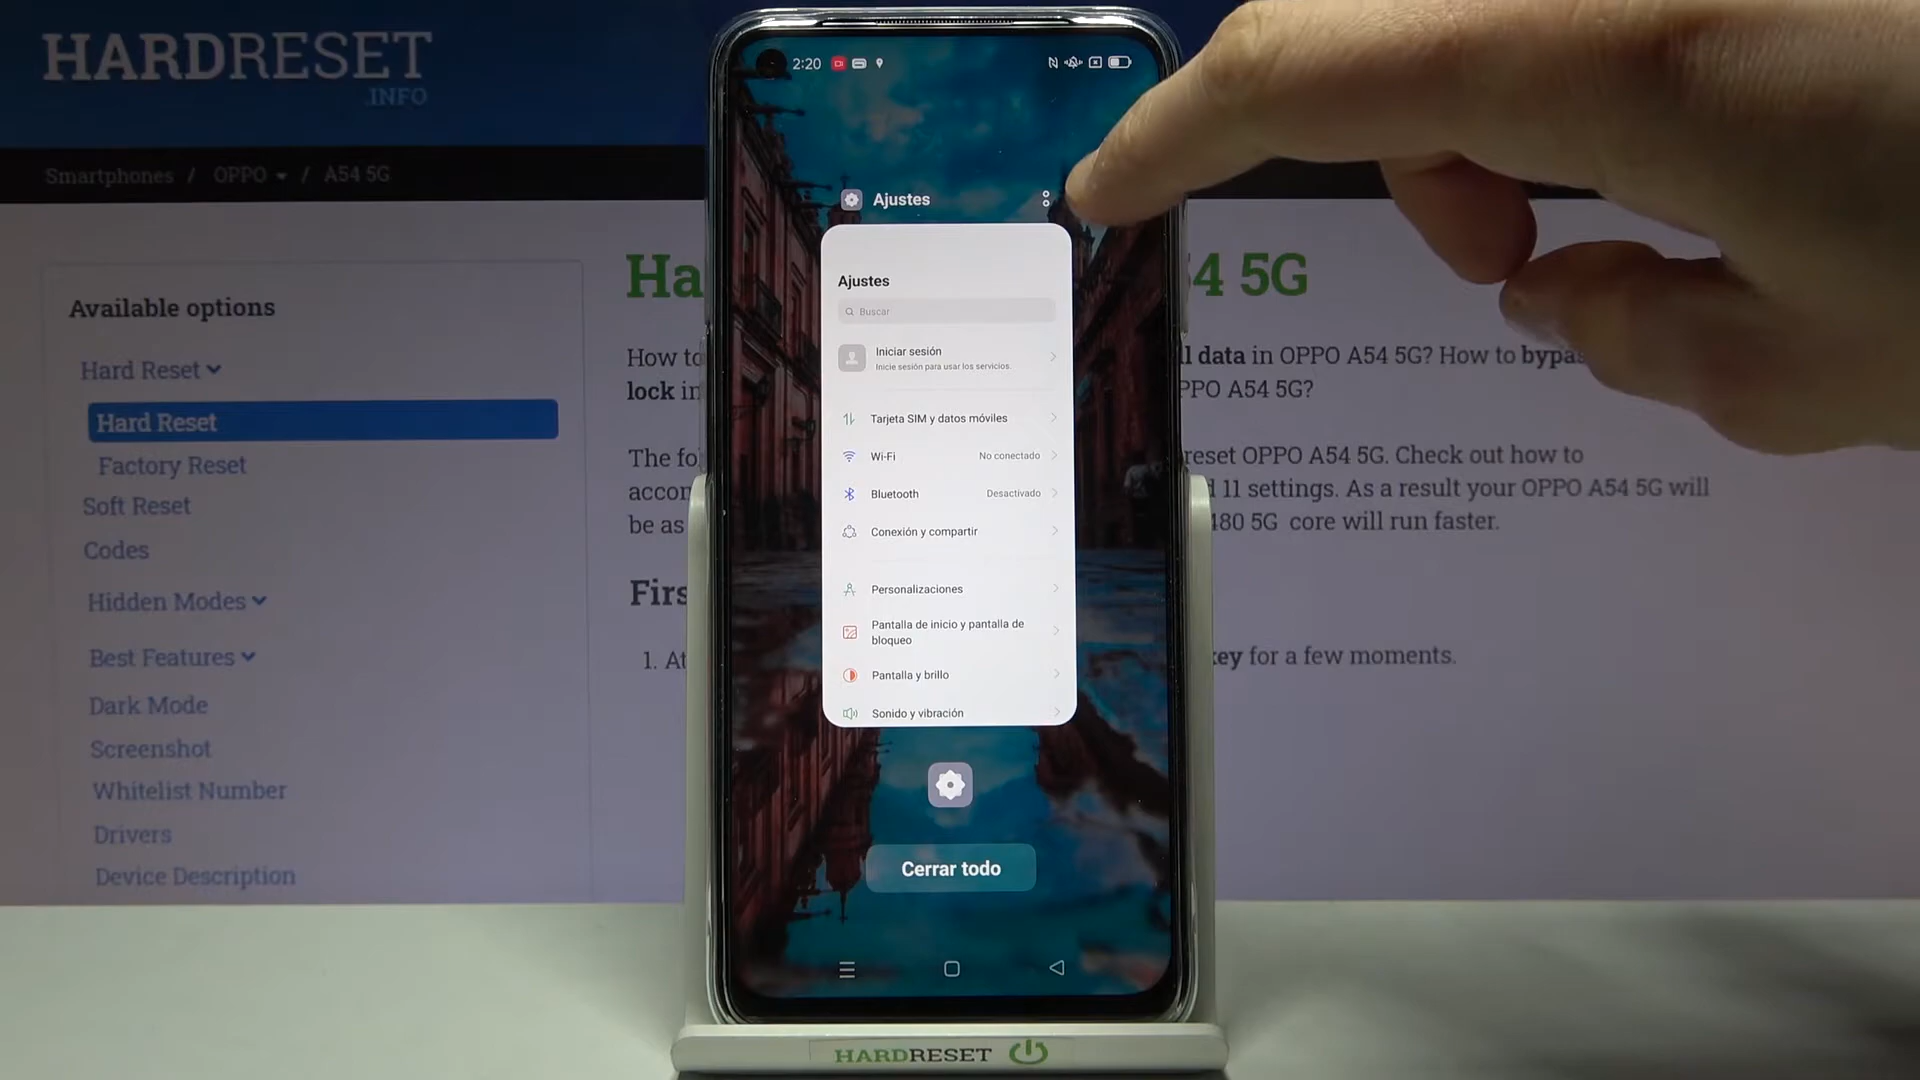 HARDRESET
.INFO
Smartphones / OPPO / A54 5G
Available options
Hard Reset
Hard Reset
Factory Reset
Soft Reset
Codes
Hidden Modes
Best Features
Dark Mode
Screenshot
Whitelist Number
Drivers
Device Description
Ha
4 5G
How to
ll data in OPPO A54 5G? How to bypas
lock in
PPO A54 5G?
The fo
reset OPPO A54 5G. Check out how to
accor
11 settings. As a result your OPPO A54 5G will
be as
480 5G core will run faster.
Firs
1. At
key for a few moments.
2:20
Ajustes
Ajustes
Buscar
Iniciar sesión
Inicie sesión para usar los servicios.
Tarjeta SIM y datos móviles
Wi-Fi No conectado
Bluetooth Desactivado
Conexión y compartir
Personalizaciones
Pantalla de inicio y pantalla de
bloqueo
Pantalla y brillo
Sonido y vibración
Cerrar todo
HARDRESET